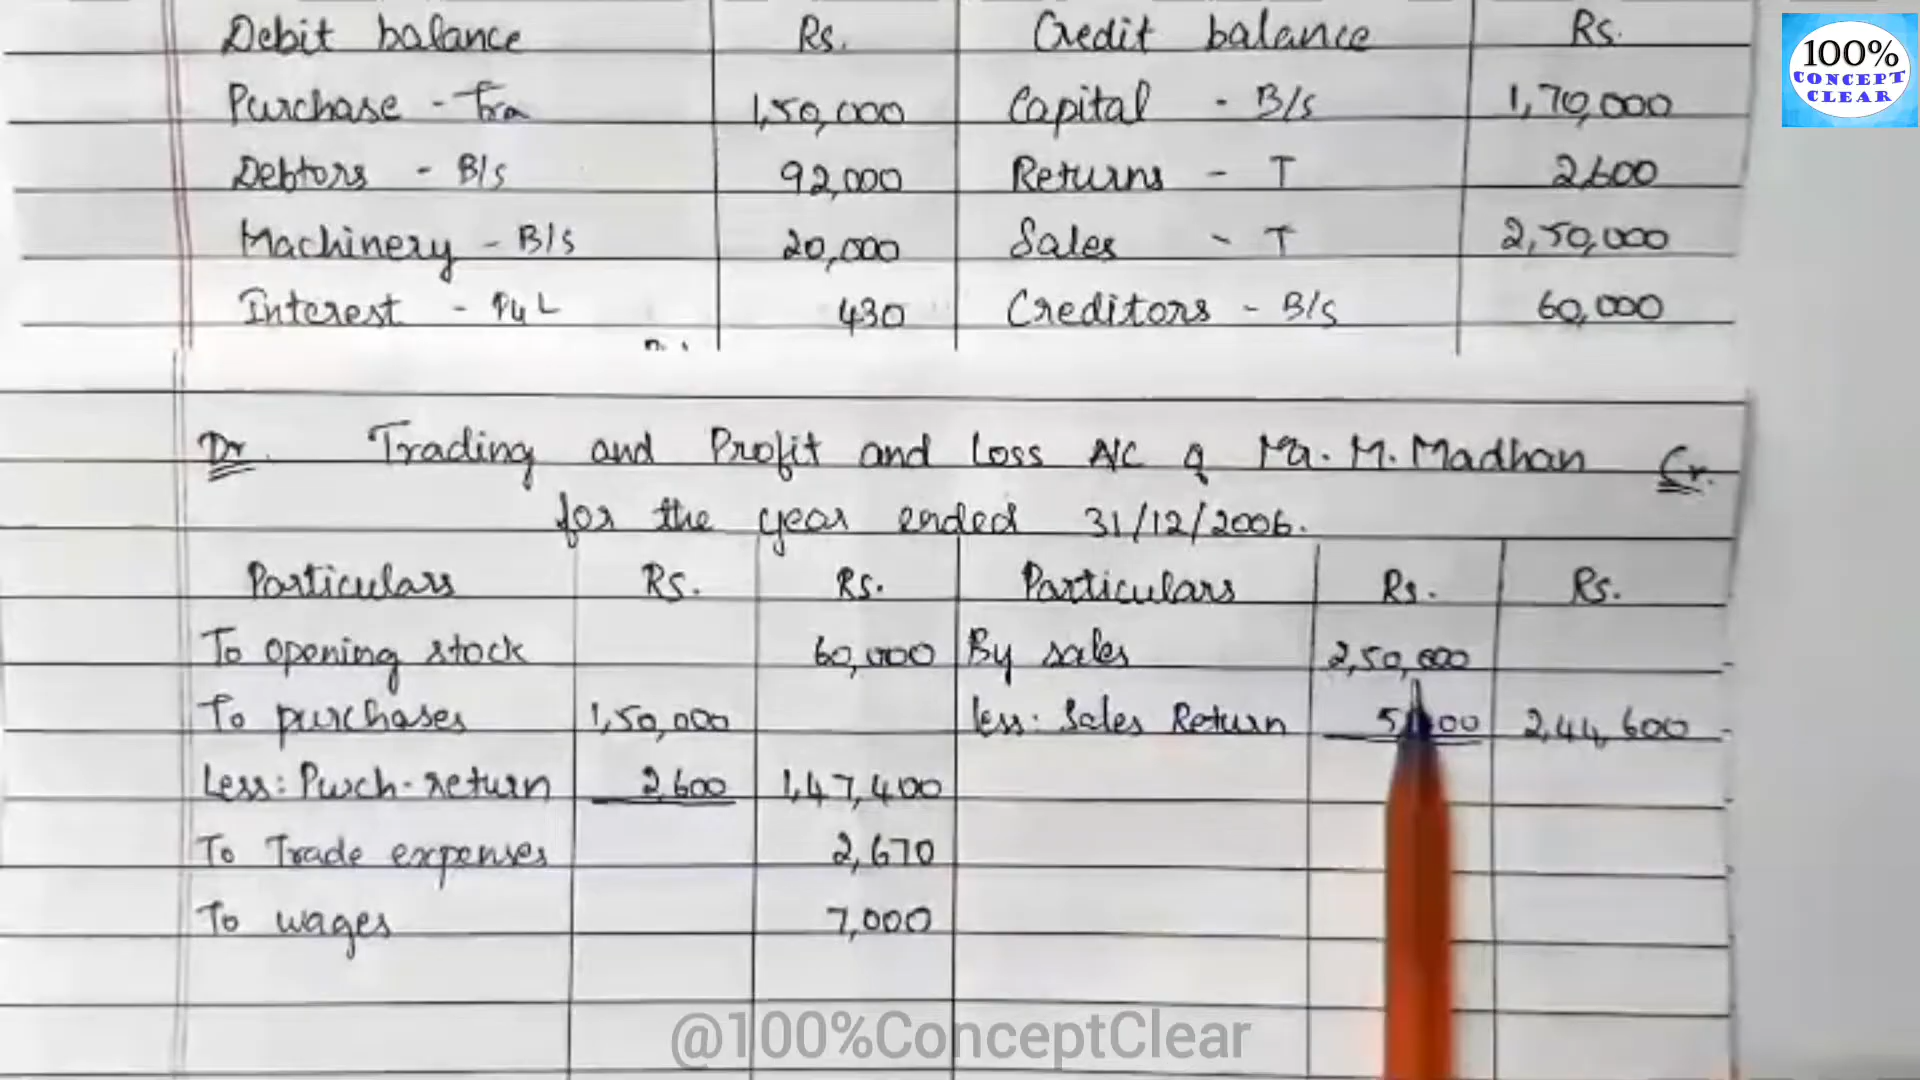 Debit balance Rs. Credit balance Rs.
100%
CONCEPT
CLEAR
Purchase - Tra 1,50,000 Capital - B/s 1,70,000
Debtors - B/s 92,000 Returns - T 2600
Machinery - B/s 20,000 Sales - T 2,50,000
Interest - P4L 430 Creditors - B/s 60,000
Dr. Trading and Profit and Loss A/C of Mr. M. Madhan Cr.
for the year ended 31/12/2006.
Particulars Rs. Rs. Particulars Rs. Rs.
To opening stock 60,000 By sales 2,50,000
To purchases 1,50,000 Less: Sales Return 2,44,600
Less: Purch. return 2,600 1,47,400
To Trade expenses 2,670
To wages 7,000
@100%ConceptClear